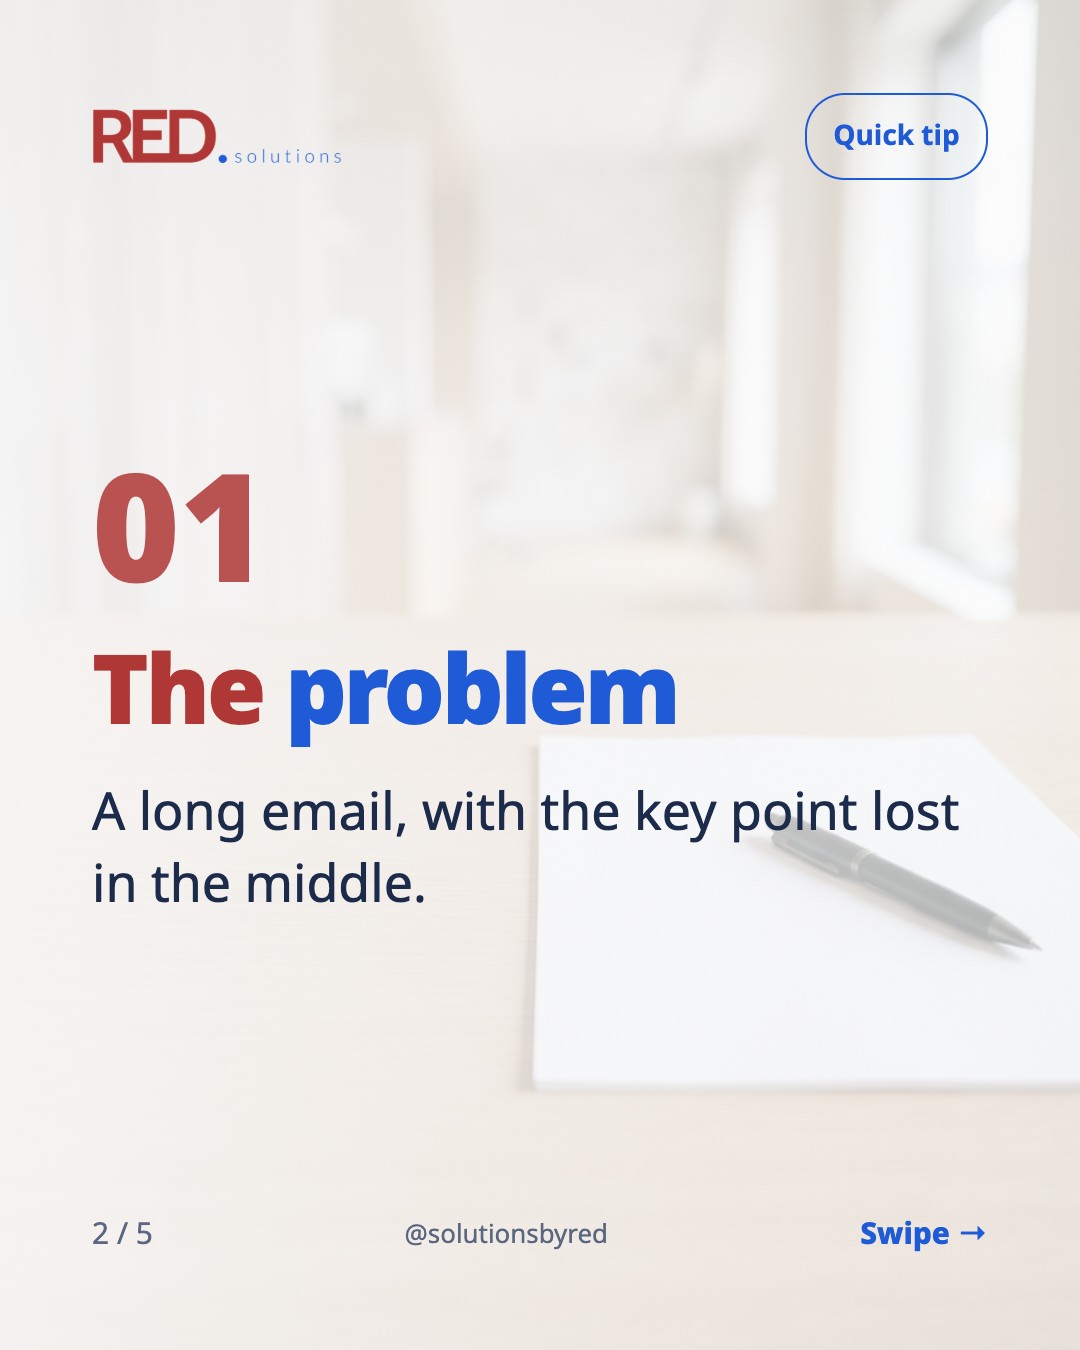 RED.solutions
Quick tip
01
The problem
A long email, with the key point lost
in the middle.
2 / 5
@solutionsbyred
Swipe →